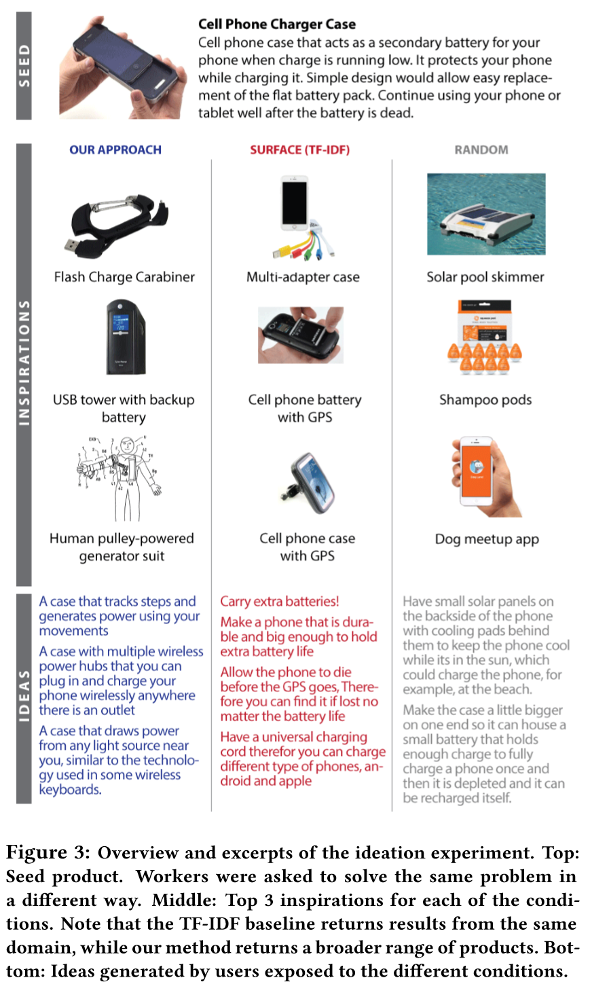 SEED
Cell Phone Charger Case
Cell phone case that acts as a secondary battery for your
phone when charge is running low. It protects your phone
while charging it. Simple design would allow easy replace-
ment of the flat battery pack. Continue using your phone or
tablet well after the battery is dead.
INSPIRATIONS
OUR APPROACH
Flash Charge Carabiner
USB tower with backup
battery
Human pulley-powered
generator suit
SURFACE (TF-IDF)
Multi-adapter case
Cell phone battery
with GPS
Cell phone case
with GPS
RANDOM
Solar pool skimmer
Shampoo pods
Dog meetup app
IDEAS
A case that tracks steps and
generates power using your
movements
A case with multiple wireless
power hubs that you can
plug in and charge your
phone wirelessly anywhere
there is an outlet
A case that draws power
from any light source near
you, similar to the technolo-
gy used in some wireless
keyboards.
Carry extra batteries!
Make a phone that is dura-
ble and big enough to hold
extra battery life
Allow the phone to die
before the GPS goes, There-
fore you can find it if lost no
matter the battery life
Have a universal charging
cord therefor you can charge
different type of phones, an-
droid and apple
Have small solar panels on
the backside of the phone
with cooling pads behind
them to keep the phone cool
while its in the sun, which
could charge the phone, for
example, at the beach.
Make the case a little bigger
on one end so it can house a
small battery that holds
enough charge to fully
charge a phone once and
then it is depleted and it can
be recharged itself.
Figure 3: Overview and excerpts of the ideation experiment. Top:
Seed product. Workers were asked to solve the same problem in
a different way. Middle: Top 3 inspirations for each of the condi-
tions. Note that the TF-IDF baseline returns results from the same
domain, while our method returns a broader range of products. Bot-
tom: Ideas generated by users exposed to the different conditions.